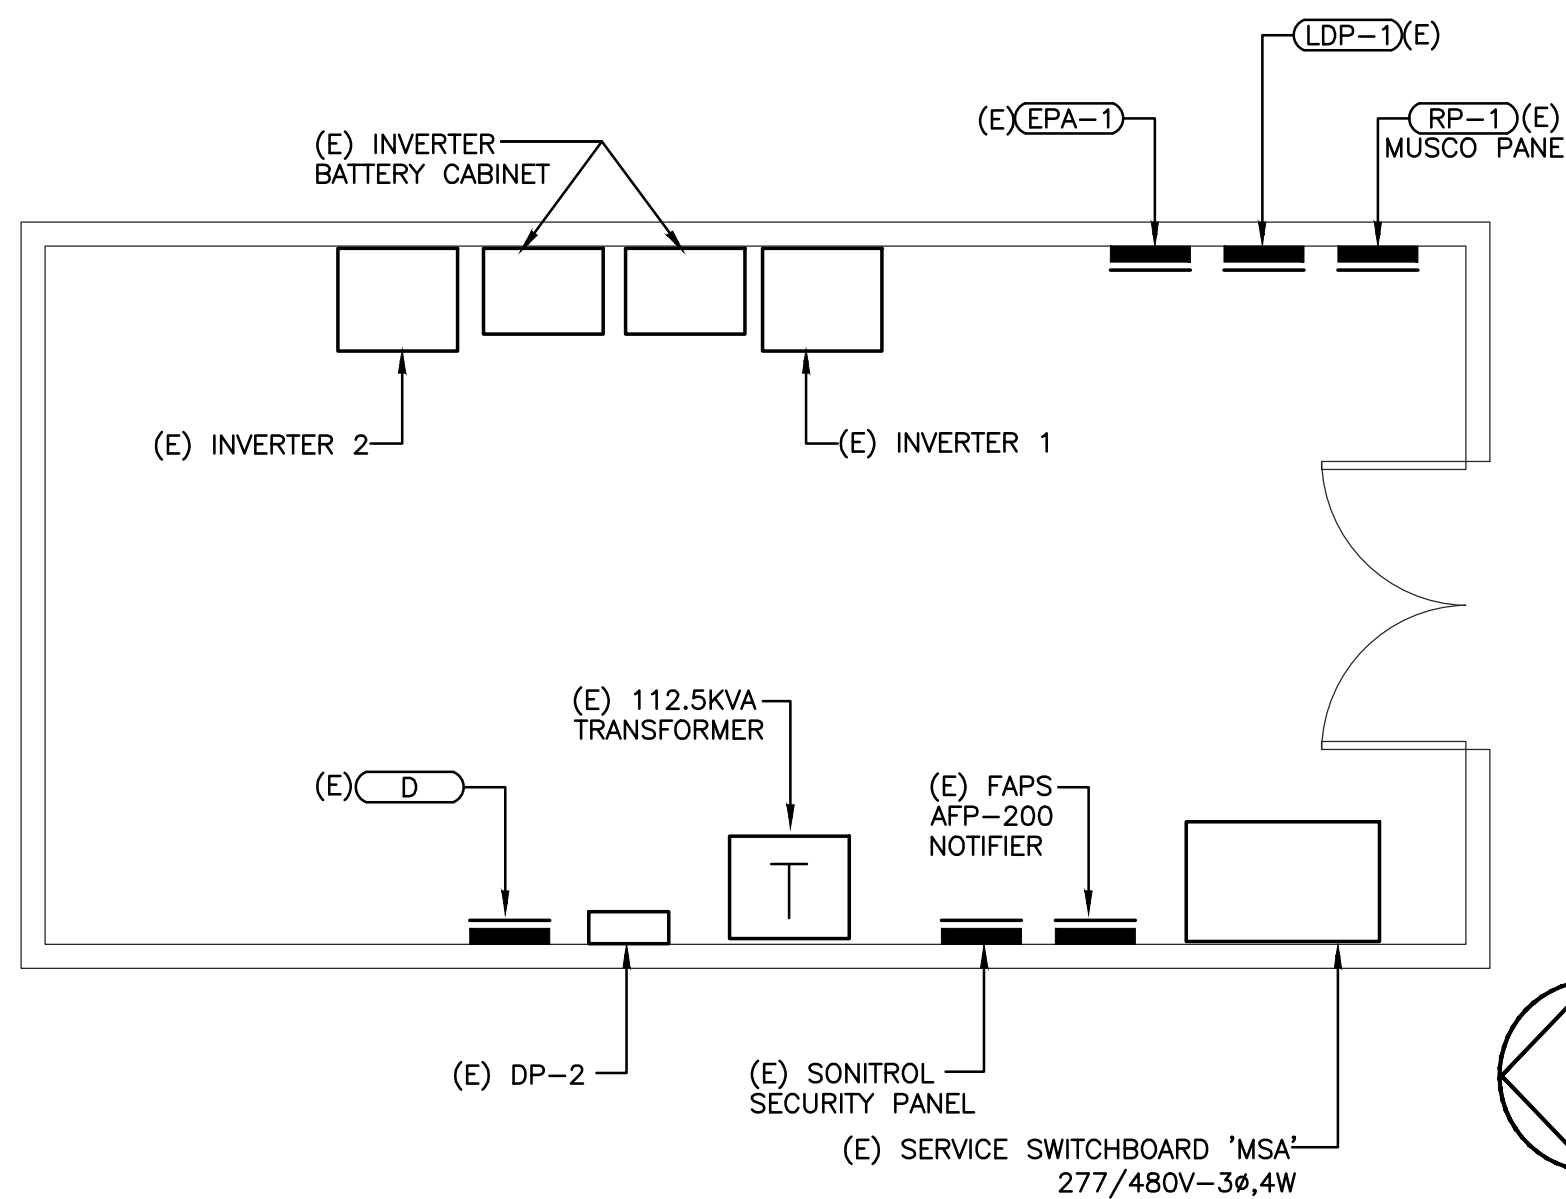 LDP-1 (E)
(E) EPA-1
RP-1 (E)
MUSCO PANE
(E) INVERTER
BATTERY CABINET
(E) INVERTER 2
(E) INVERTER 1
(E) 112.5KVA
TRANSFORMER
(E) D
(E) FAPS
AFP-200
NOTIFIER
T
(E) DP-2
(E) SONITROL
SECURITY PANEL
(E) SERVICE SWITCHBOARD 'MSA'
277/480V-3ø,4W